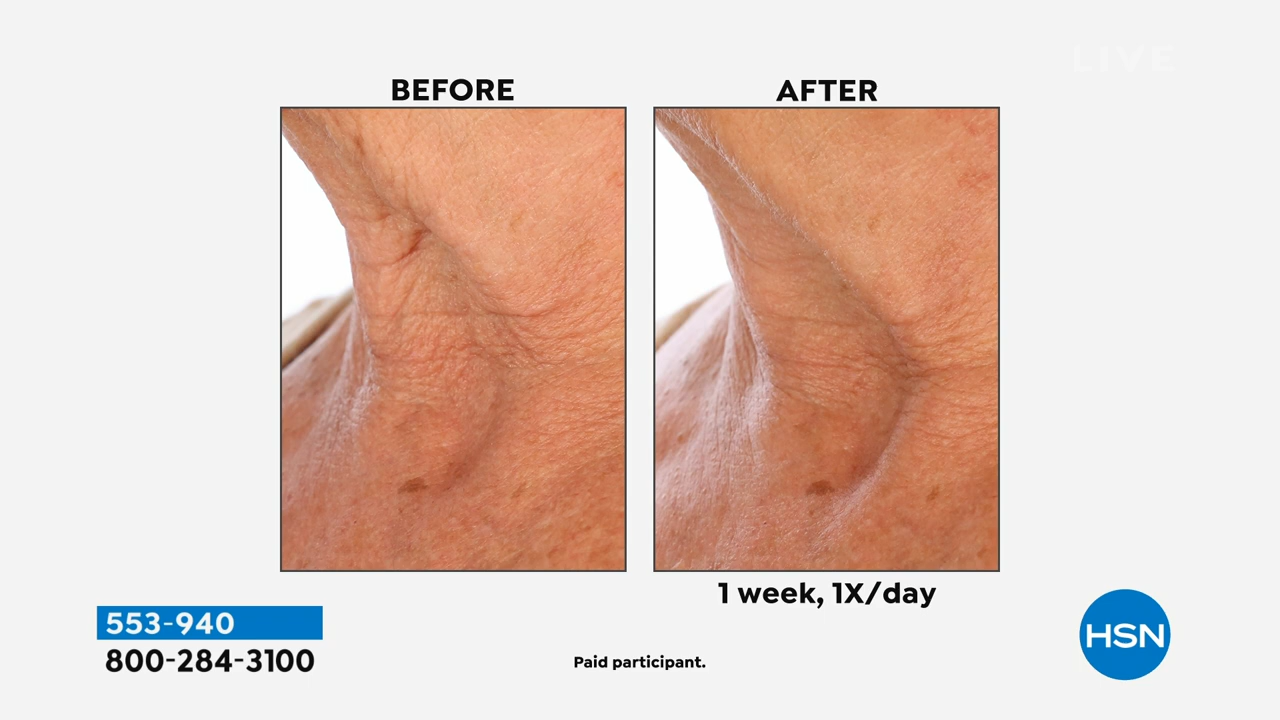 LIVE
BEFORE
AFTER
1 week, 1X/day
553-940
800-284-3100
Paid participant.
HSN